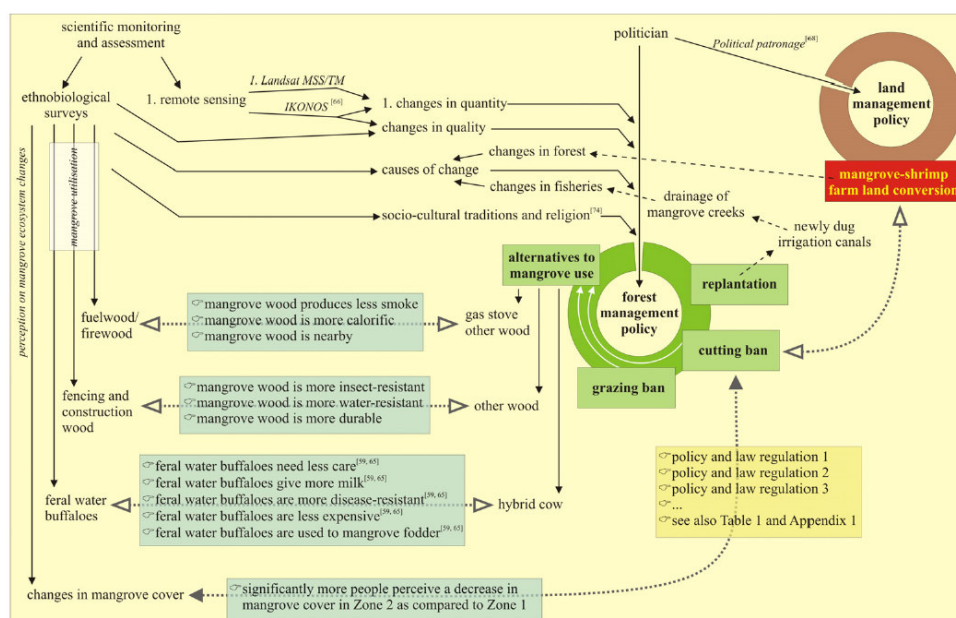 scientific monitoring
and assessment
politician
Political patronage[68]
land
management
policy
ethnobiological
surveys
1. remote sensing
1. Landsat MSS/TM
IKONOS [66]
1. changes in quantity
changes in quality
changes in forest
causes of change
changes in fisheries
mangrove-shrimp
farm land conversion
drainage of
mangrove creeks
socio-cultural traditions and religion[74]
newly dug
irrigation canals
perception on mangrove ecosystem changes
mangrove utilisation
alternatives to
mangrove use
replantation
forest
management
policy
cutting ban
grazing ban
fuelwood/
firewood
☞mangrove wood produces less smoke
☞mangrove wood is more calorific
☞mangrove wood is nearby
gas stove
other wood
fencing and
construction
wood
☞mangrove wood is more insect-resistant
☞mangrove wood is more water-resistant
☞mangrove wood is more durable
other wood
feral water
buffaloes
☞feral water buffaloes need less care[59, 65]
☞feral water buffaloes give more milk[59, 65]
☞feral water buffaloes are more disease-resistant[59, 65]
☞feral water buffaloes are less expensive[59, 65]
☞feral water buffaloes are used to mangrove fodder[59, 65]
hybrid cow
☞policy and law regulation 1
☞policy and law regulation 2
☞policy and law regulation 3
☞...
☞see also Table 1 and Appendix 1
changes in mangrove cover
☞significantly more people perceive a decrease in
mangrove cover in Zone 2 as compared to Zone 1